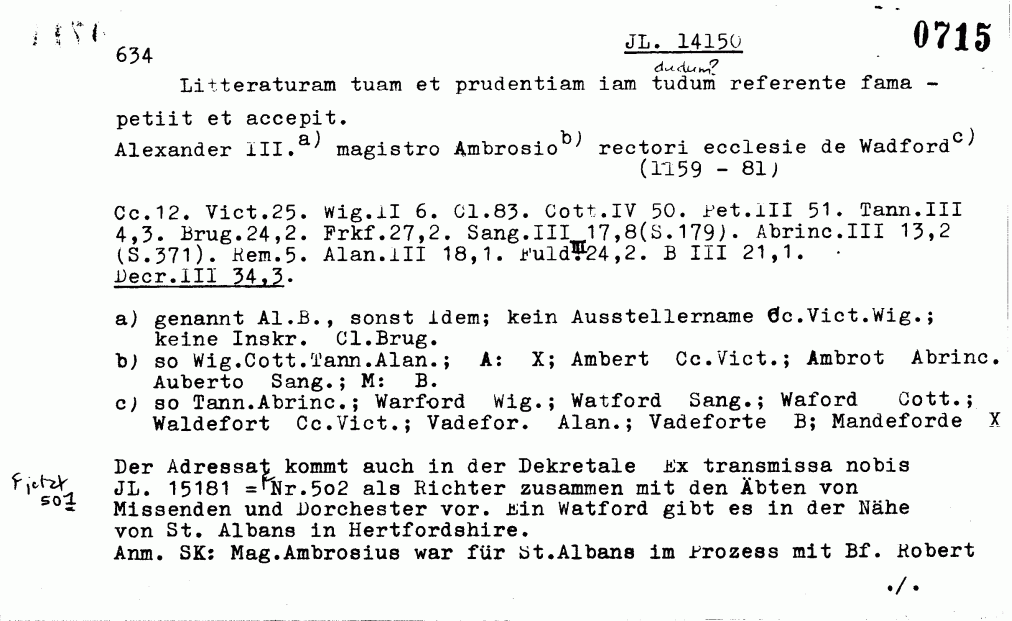 0715
634
JL. 14150
dudum?
Litteraturam tuam et prudentiam iam tudum referente fama –
petiit et accepit.
Alexander III.a) magistro Ambrosiob) rectori ecclesie de Wadfordc)
(1159 - 81)
Cc.12. Vict.25. Wig.II 6. Cl.83. Cott.IV 50. Pet.III 51. Tann.III
4,3. Brug.24,2. Frkf.27,2. Sang.III 17,8(S.179). Abrinc.III 13,2
(S.371). Rem.5. Alan.III 18,1. Fuld.III 24,2. B III 21,1.
Decr.III 34,3.
a) genannt Al.B., sonst Idem; kein Ausstellername Cc.Vict.Wig.;
keine Inskr. Cl.Brug.
b) so Wig.Cott.Tann.Alan.; A: X; Ambert Cc.Vict.; Ambrot Abrinc.
Auberto Sang.; M: B.
c) so Tann.Abrinc.; Warford Wig.; Watford Sang.; Waford Cott.;
Waldefort Cc.Vict.; Vadefor. Alan.; Vadeforte B; Mandeforde X
Der Adressat kommt auch in der Dekretale Ex transmissa nobis
JL. 15181 = Nr.502 als Richter zusammen mit den Äbten von
Γ jetzt
501
Missenden und Dorchester vor. Ein Watford gibt es in der Nähe
von St. Albans in Hertfordshire.
Anm. SK: Mag.Ambrosius war für St.Albans im Prozess mit Bf. Robert
./.